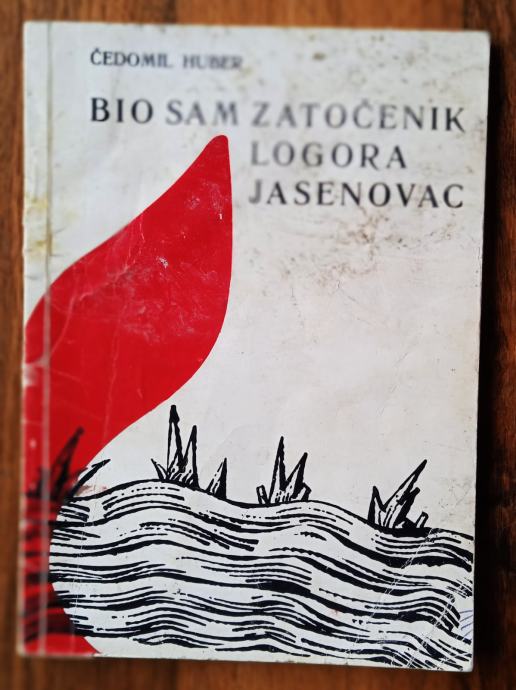 ČEDOMIL HUBER
BIO SAM ZATOČENIK
LOGORA
JASENOVAC